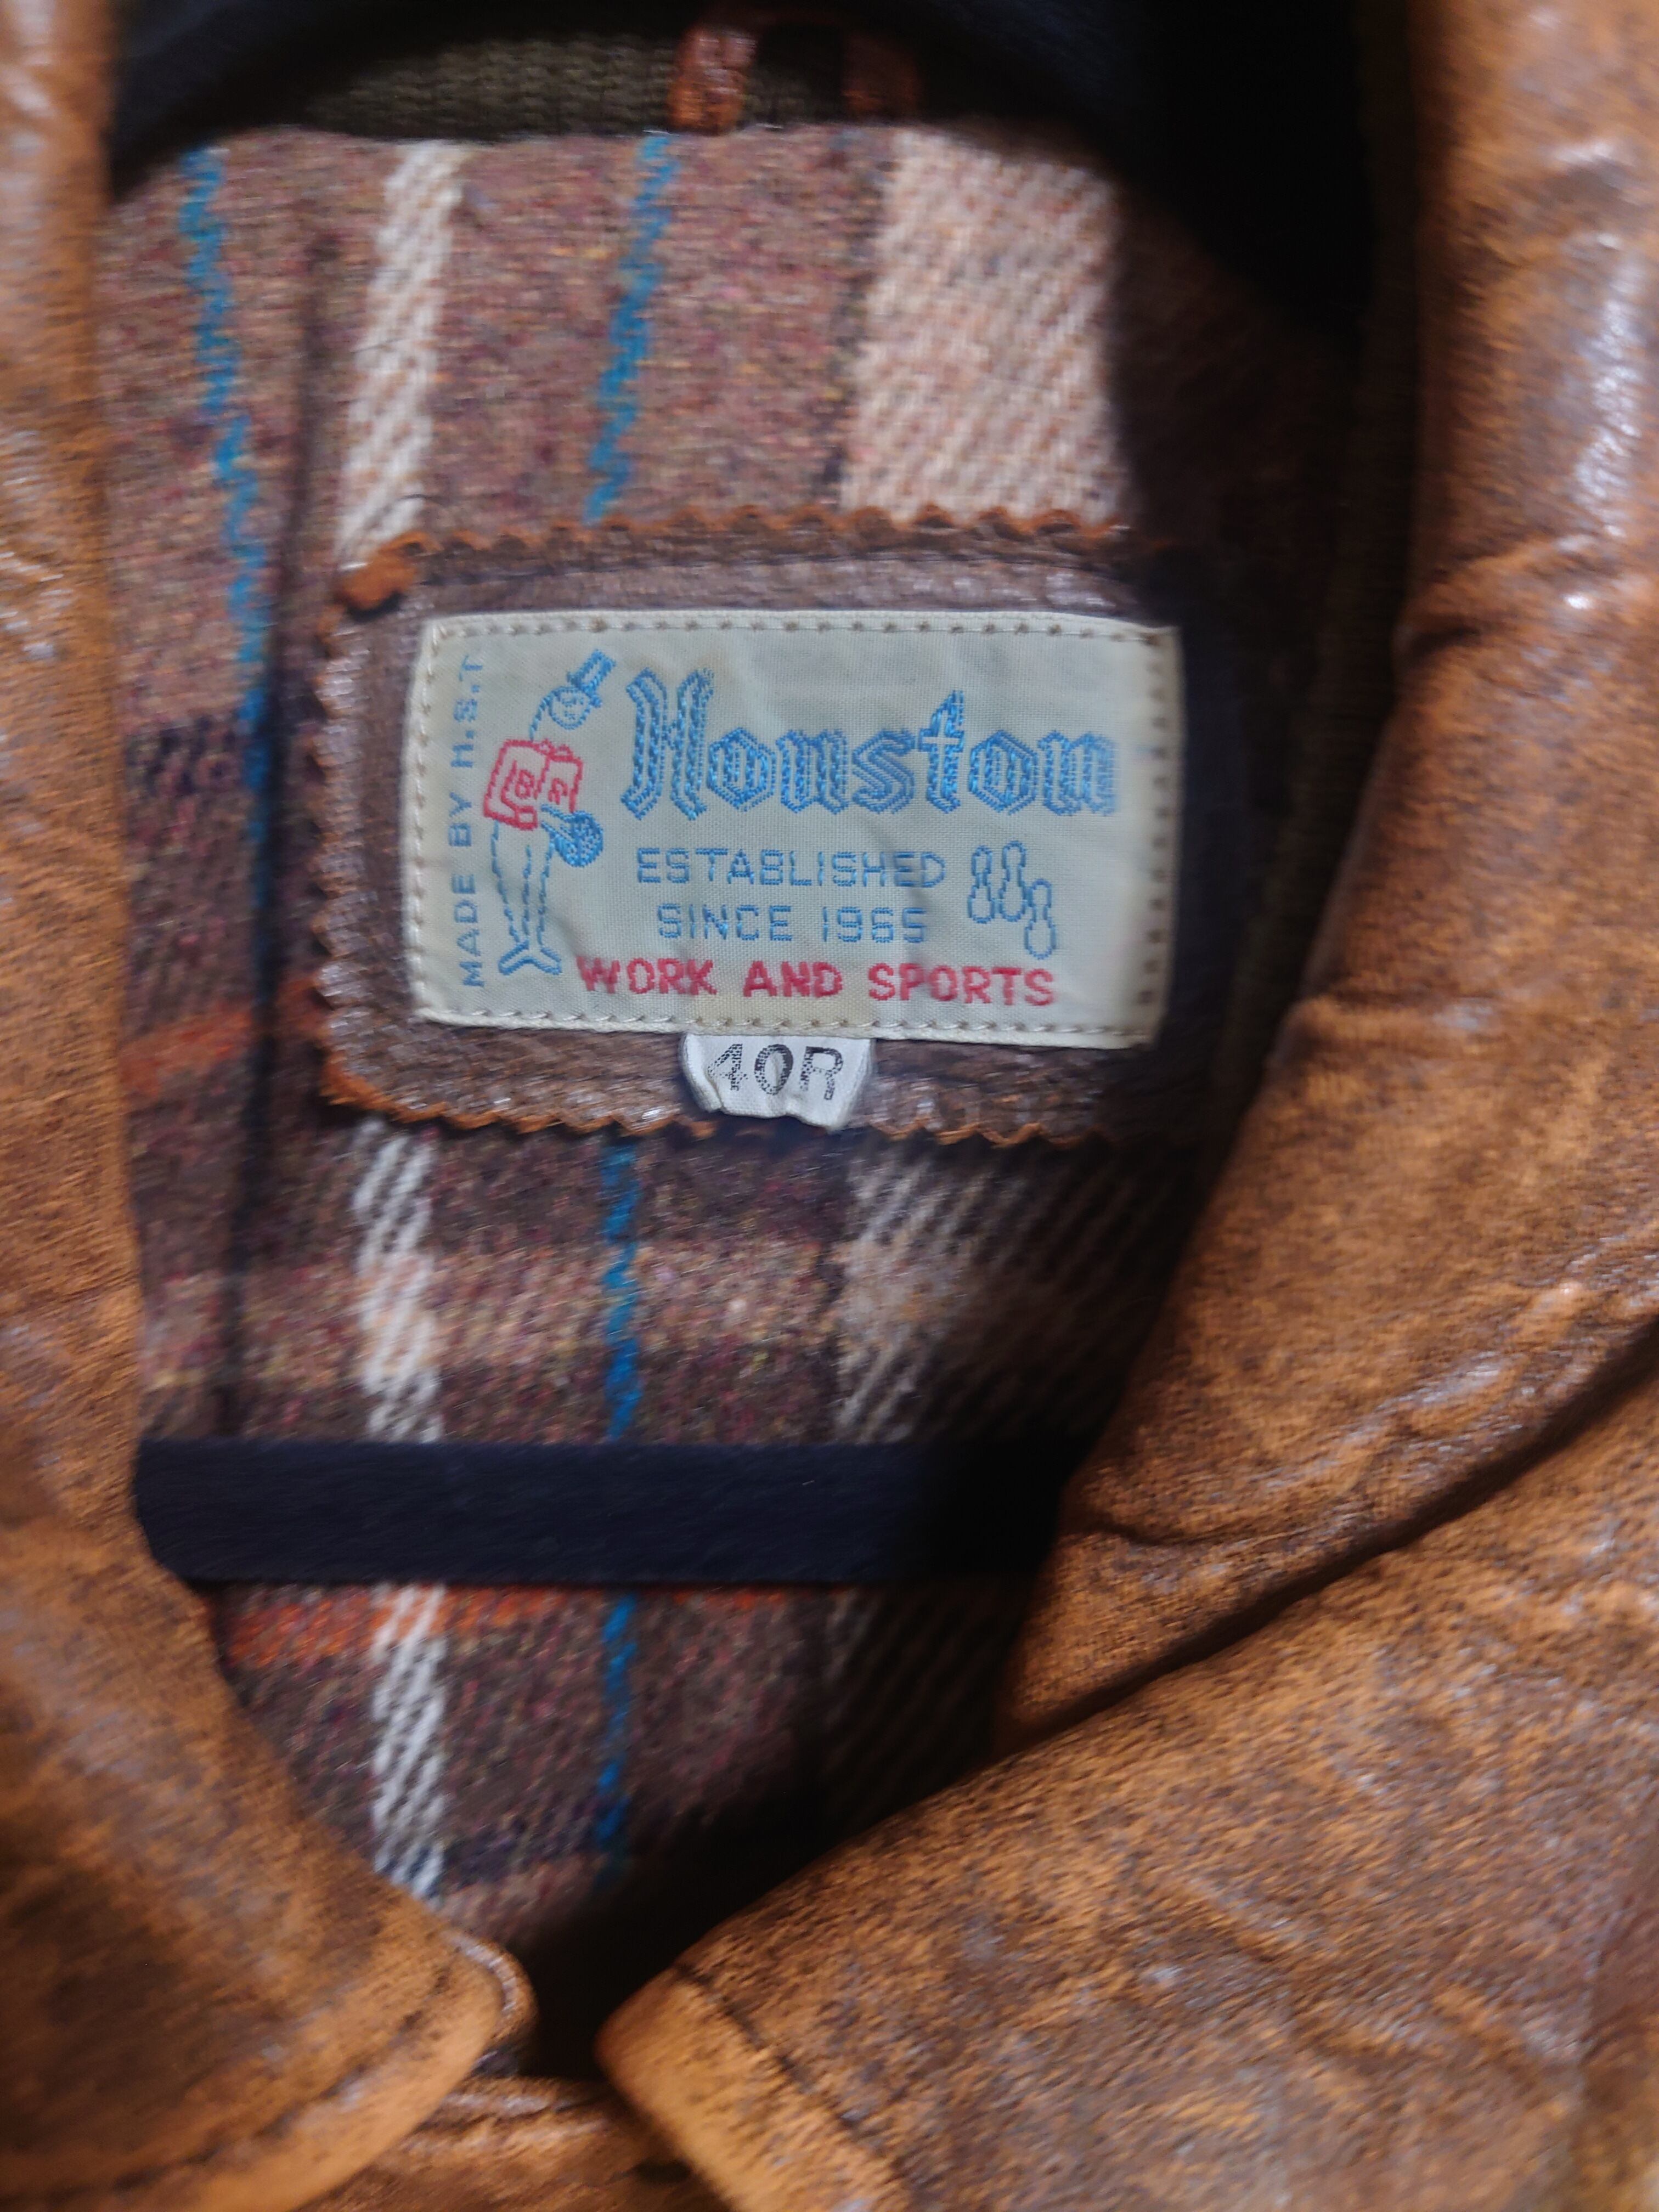 MADE BY H.S.T
Houston
ESTABLISHED
SINCE 1965
WORK AND SPORTS
40R